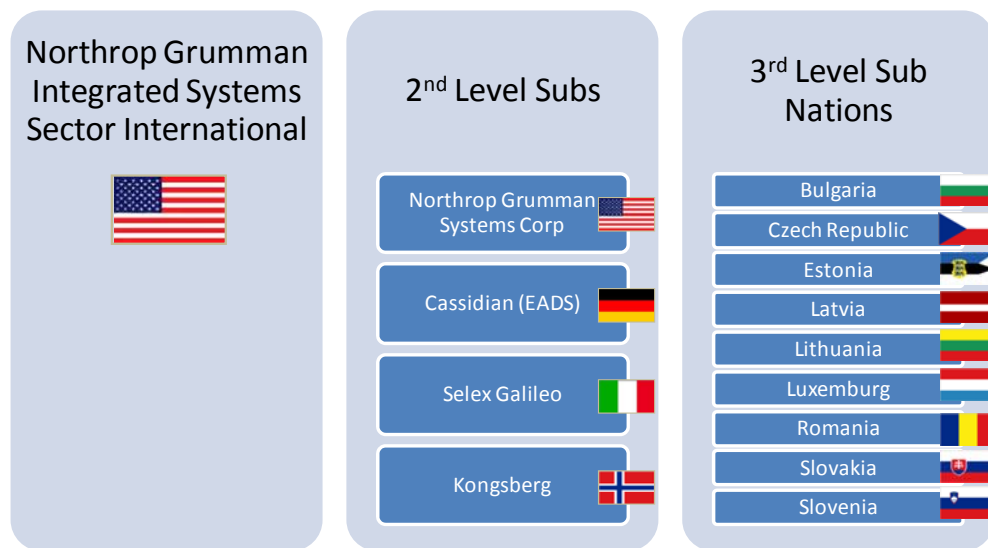 Northrop Grumman
Integrated Systems
Sector International
2nd Level Subs
Northrop Grumman
Systems Corp
Cassidian (EADS)
Selex Galileo
Kongsberg
3rd Level Sub
Nations
Bulgaria
Czech Republic
Estonia
Latvia
Lithuania
Luxemburg
Romania
Slovakia
Slovenia